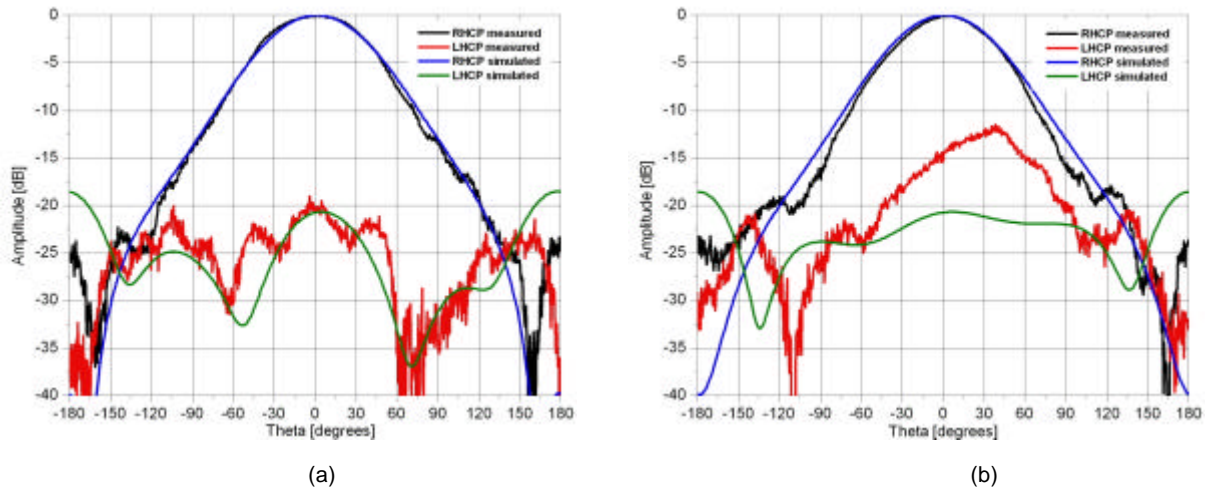 RHCP measured
LHCP measured
RHCP simulated
LHCP simulated
Amplitude [dB]
0
-5
-10
-15
-20
-25
-30
-35
-40
-180 -150 -120 -90 -60 -30 0 30 60 90 120 150 180
Theta [degrees]
(a)
RHCP measured
LHCP measured
RHCP simulated
LHCP simulated
Amplitude [dB]
0
-5
-10
-15
-20
-25
-30
-35
-40
-180 -150 -120 -90 -60 -30 0 30 60 90 120 150 180
Theta [degrees]
(b)